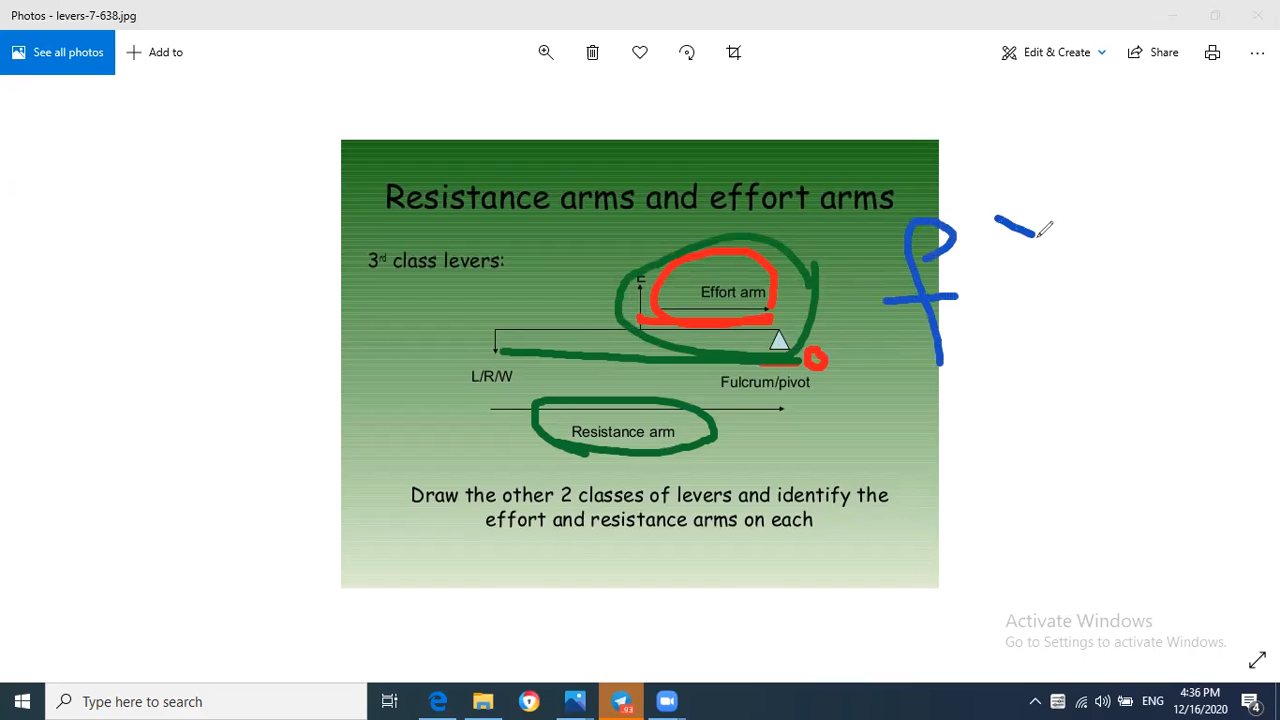 Photos - levers-7-638.jpg
See all photos
Add to
Edit & Create
Share
Resistance arms and effort arms
3rd class levers:
E
Effort arm
L/R/W
Fulcrum/pivot
Resistance arm
Draw the other 2 classes of levers and identify the
effort and resistance arms on each
Activate Windows
Go to Settings to activate Windows.
Type here to search
93
ENG
4:36 PM
12/16/2020
4